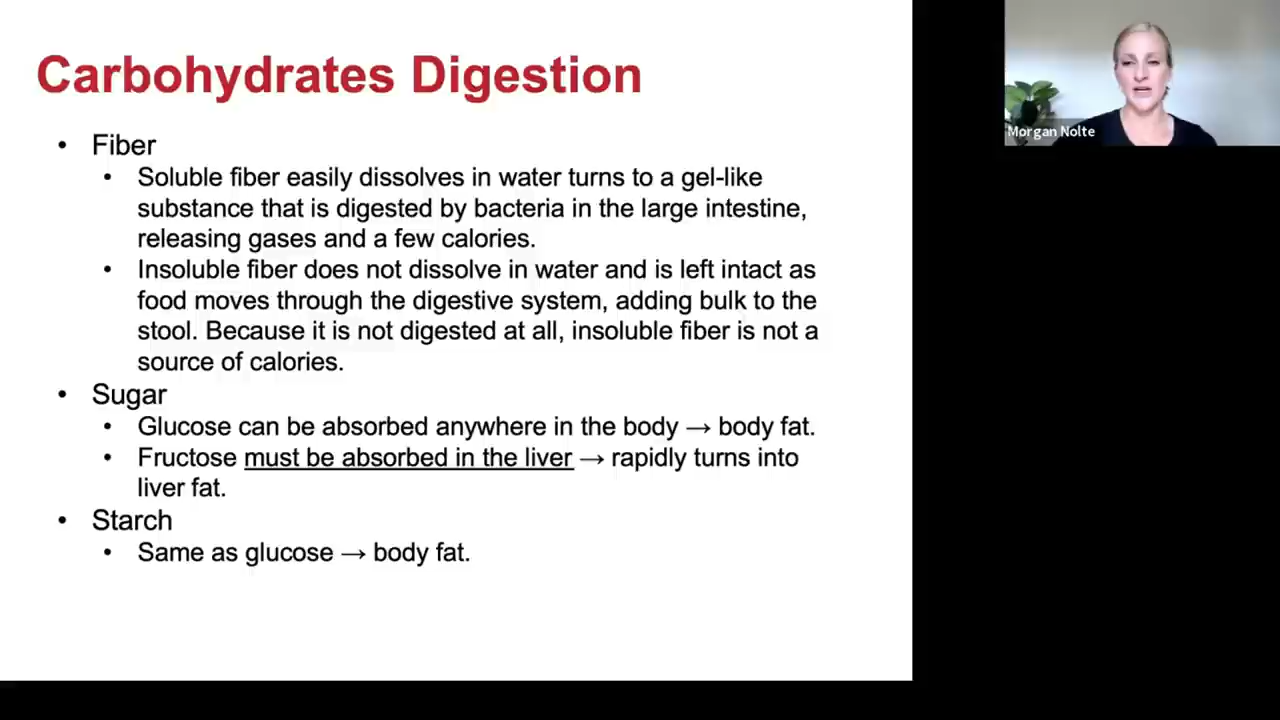 Carbohydrates Digestion
• Fiber
• Soluble fiber easily dissolves in water turns to a gel-like
substance that is digested by bacteria in the large intestine,
releasing gases and a few calories.
• Insoluble fiber does not dissolve in water and is left intact as
food moves through the digestive system, adding bulk to the
stool. Because it is not digested at all, insoluble fiber is not a
source of calories.
• Sugar
• Glucose can be absorbed anywhere in the body → body fat.
• Fructose must be absorbed in the liver → rapidly turns into
liver fat.
• Starch
• Same as glucose → body fat.
Morgan Nolte